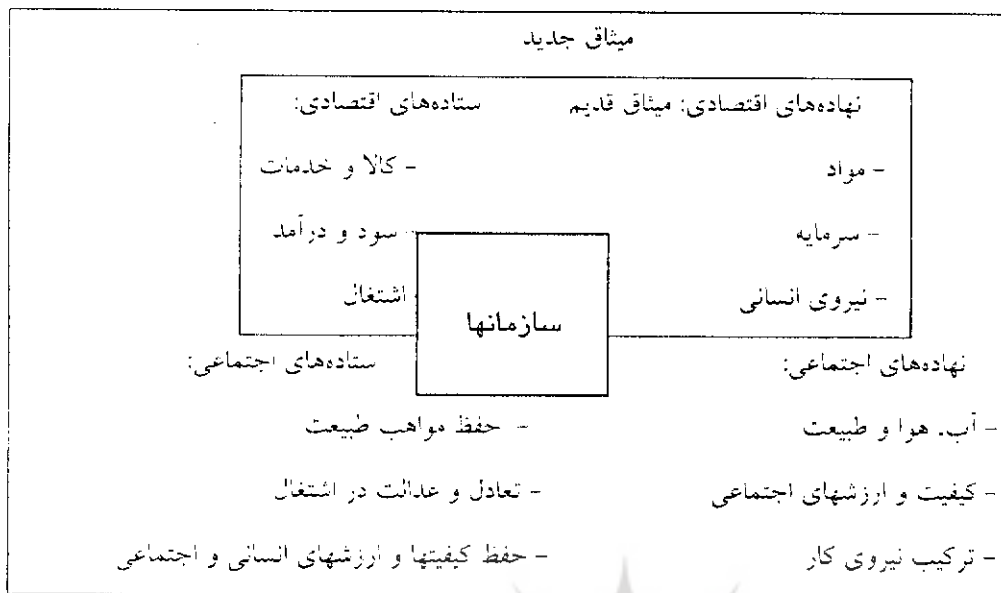 میثاق جدید
نهاده‌های اقتصادی: میثاق قدیم
ستاده‌های اقتصادی:
- مواد
- کالا و خدمات
- سرمایه
- سود و درآمد
- نیروی انسانی
- اشتغال
سازمانها
نهاده‌های اجتماعی:
ستاده‌های اجتماعی:
- آب. هوا و طبیعت
- حفظ مواهب طبیعت
- کیفیت و ارزشهای اجتماعی
- تعادل و عدالت در اشتغال
- ترکیب نیروی کار
- حفظ کیفیتها و ارزشهای انسانی و اجتماعی